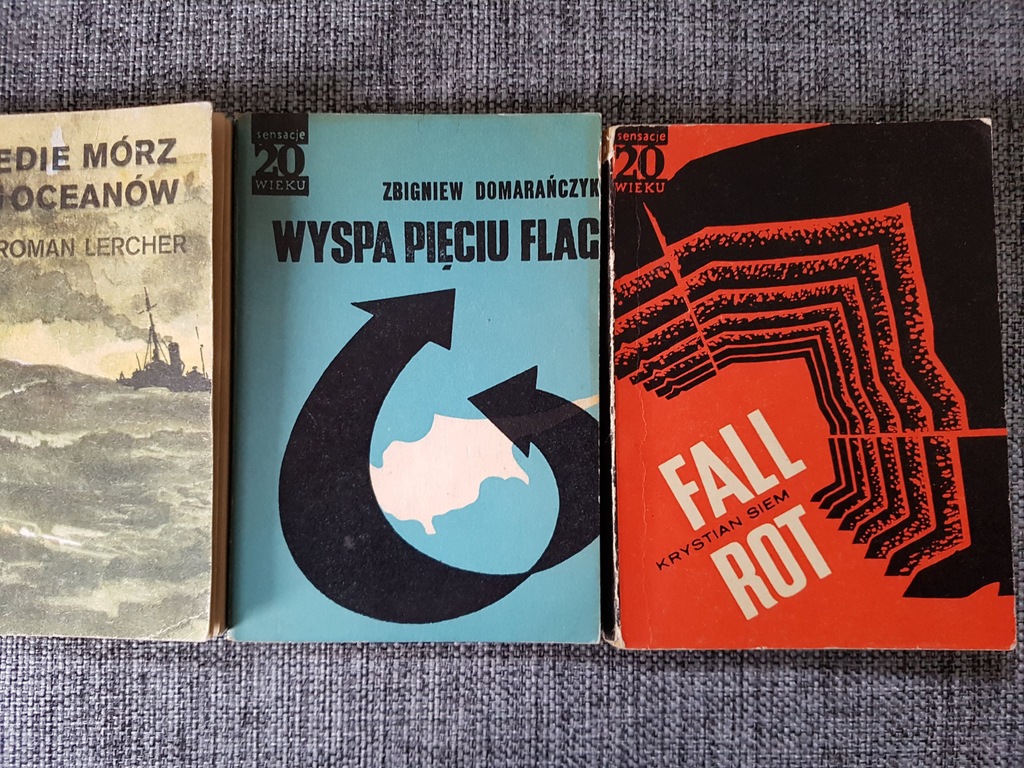 EDIE MÓRZ
I OCEANÓW
ROMAN LERCHER
sensacje
20
WIEKU
ZBIGNIEW DOMARAŃCZYK
WYSPA PIĘCIU FLAG
sensacje
20
WIEKU
FALL
KRYSTIAN SIEM
ROT